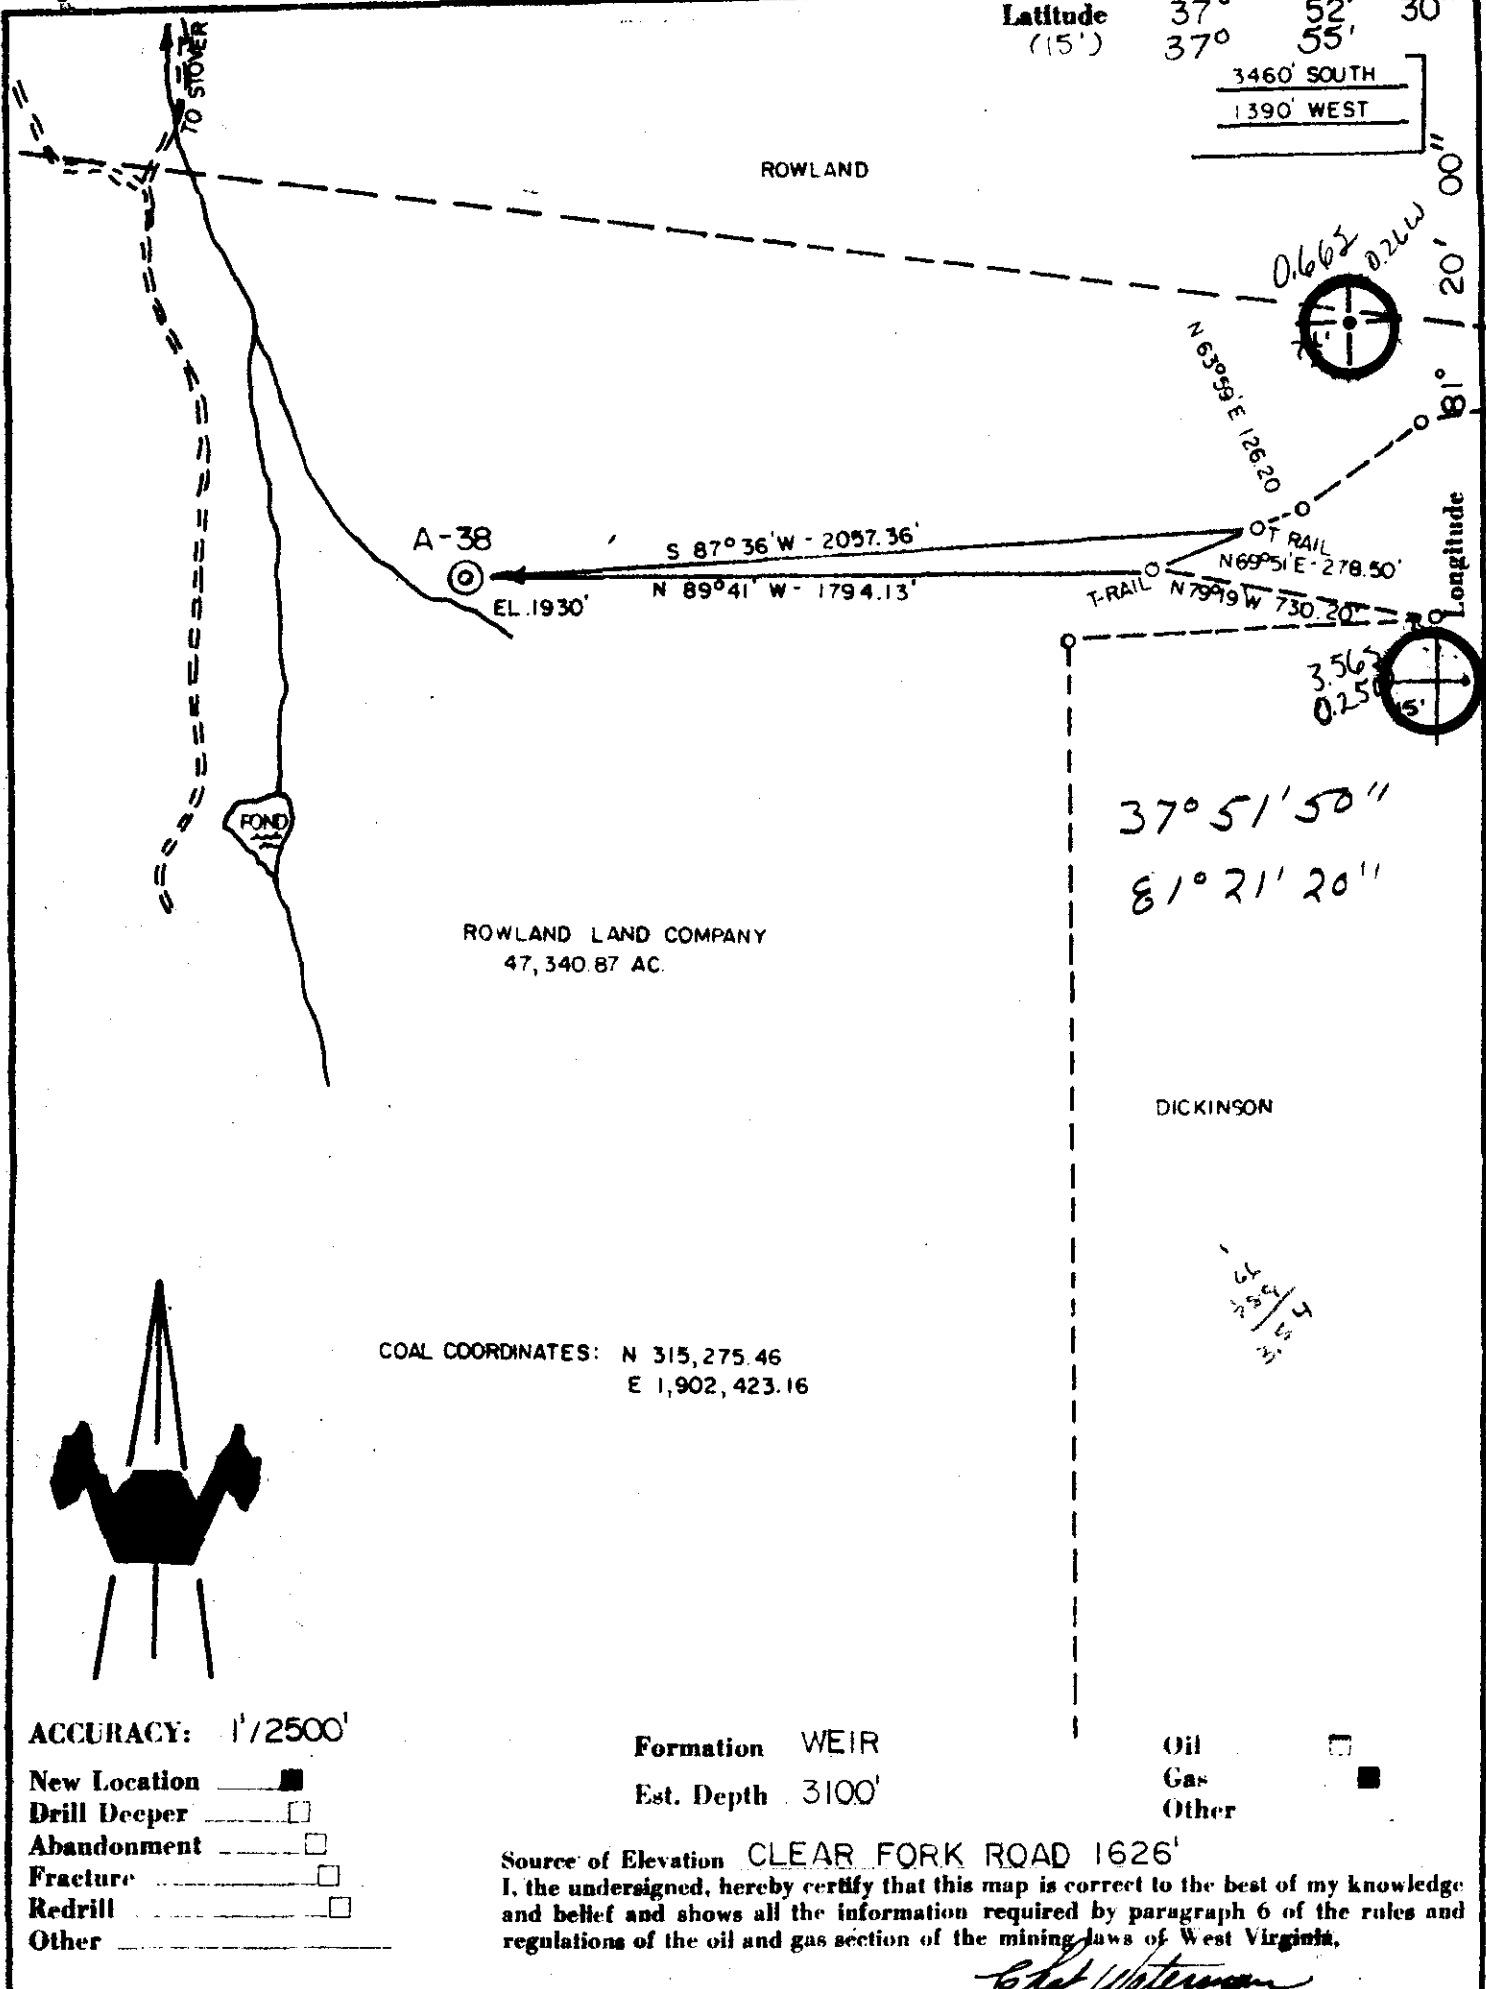 Latitude 37° 52' 30"
(15') 37° 55'
3460' SOUTH
1390' WEST
TO STOVER
ROWLAND
81° 20' 00"
Longitude
0.66S 0.26W
N 63°59' E 126.20
A-38
EL. 1930'
S 87° 36' W - 2057.36'
N 89°41' W - 1794.13'
T RAIL
N 69°51' E - 278.50'
T-RAIL
N 79°19' W 730.20'
3.56S
0.25
15'
37° 51' 50"
81° 21' 20"
POND
ROWLAND LAND COMPANY
47,340.87 AC.
DICKINSON
COAL COORDINATES: N 315,275.46
E 1,902,423.16
ACCURACY: 1'/2500'
New Location
Drill Deeper
Abandonment
Fracture
Redrill
Other
Formation WEIR
Est. Depth 3100'
Oil
Gas
Other
Source of Elevation CLEAR FORK ROAD 1626'
I, the undersigned, hereby certify that this map is correct to the best of my knowledge
and belief and shows all the information required by paragraph 6 of the rules and
regulations of the oil and gas section of the mining laws of West Virginia.
Chet Waterman